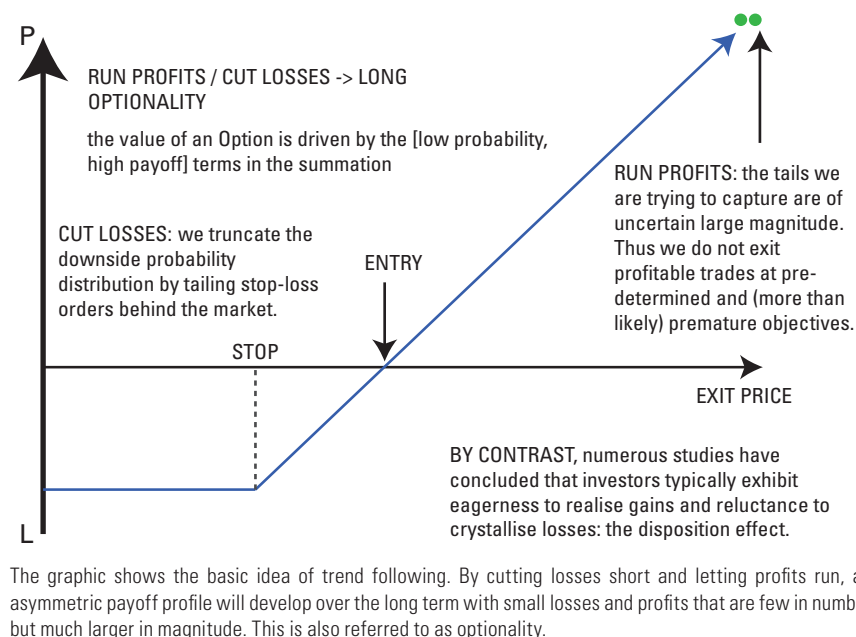 P
RUN PROFITS / CUT LOSSES -> LONG
OPTIONALITY
the value of an Option is driven by the [low probability,
high payoff] terms in the summation
CUT LOSSES: we truncate the
downside probability
distribution by tailing stop-loss
orders behind the market.
ENTRY
STOP
RUN PROFITS: the tails we
are trying to capture are of
uncertain large magnitude.
Thus we do not exit
profitable trades at pre-
determined and (more than
likely) premature objectives.
EXIT PRICE
BY CONTRAST, numerous studies have
concluded that investors typically exhibit
eagerness to realise gains and reluctance to
crystallise losses: the disposition effect.
L
The graphic shows the basic idea of trend following. By cutting losses short and letting profits run,
asymmetric payoff profile will develop over the long term with small losses and profits that are few in
but much larger in magnitude. This is also referred to as optionality.